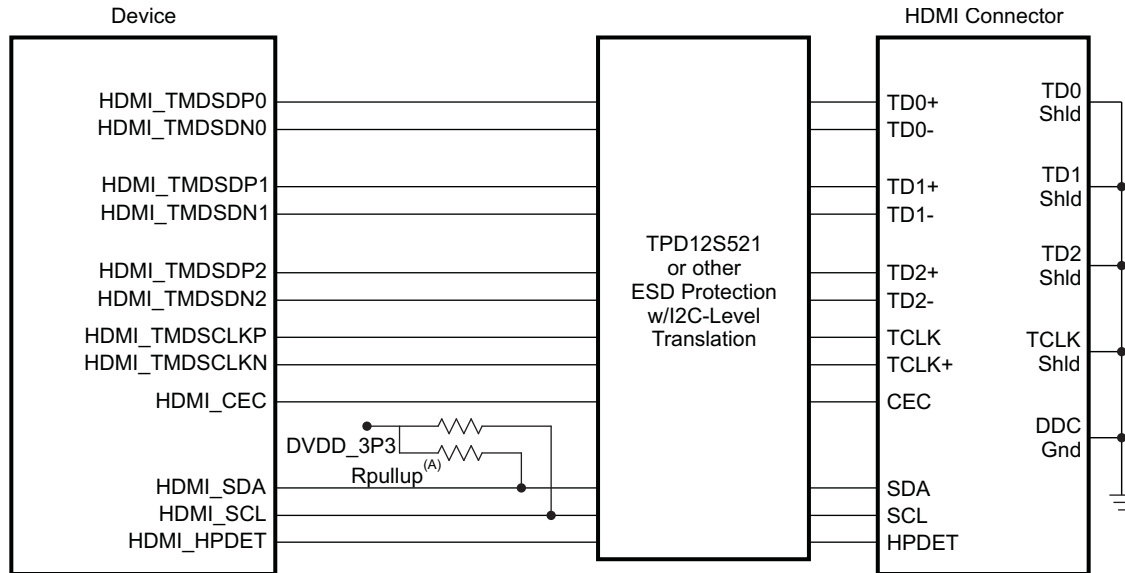 Device
HDMI Connector
HDMI_TMDSDP0
HDMI_TMDSDN0
HDMI_TMDSDP1
HDMI_TMDSDN1
HDMI_TMDSDP2
HDMI_TMDSDN2
HDMI_TMDSCLKP
HDMI_TMDSCLKN
HDMI_CEC
DVDD_3P3
Rpullup(A)
HDMI_SDA
HDMI_SCL
HDMI_HPDET
TPD12S521
or other
ESD Protection
w/I2C-Level
Translation
TD0+
TD0-
TD1+
TD1-
TD2+
TD2-
TCLK
TCLK+
CEC
SDA
SCL
HPDET
TD0
Shld
TD1
Shld
TD2
Shld
TCLK
Shld
DDC
Gnd